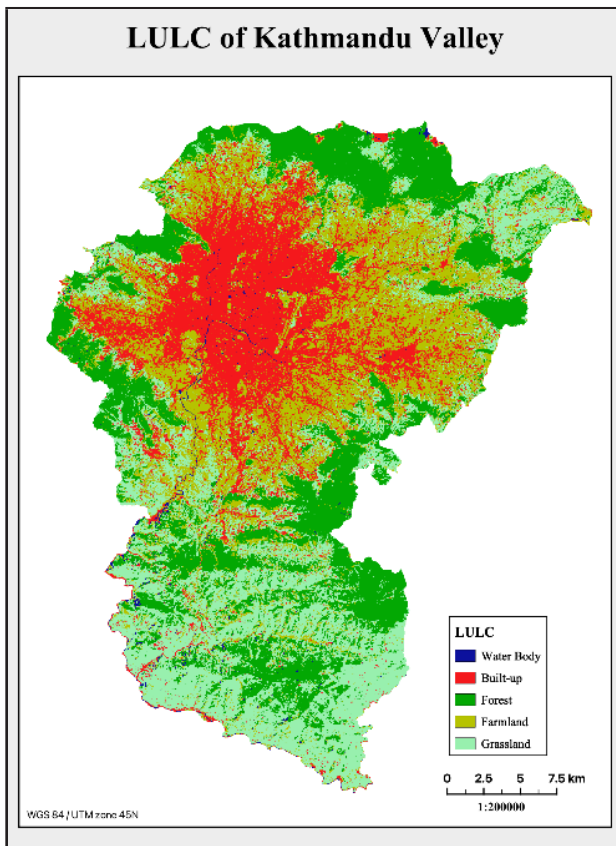 LULC of Kathmandu Valley
LULC
Water Body
Built-up
Forest
Farmland
Grassland
0 2.5 5 7.5 km
1:200000
WGS 84 / UTM zone 45N